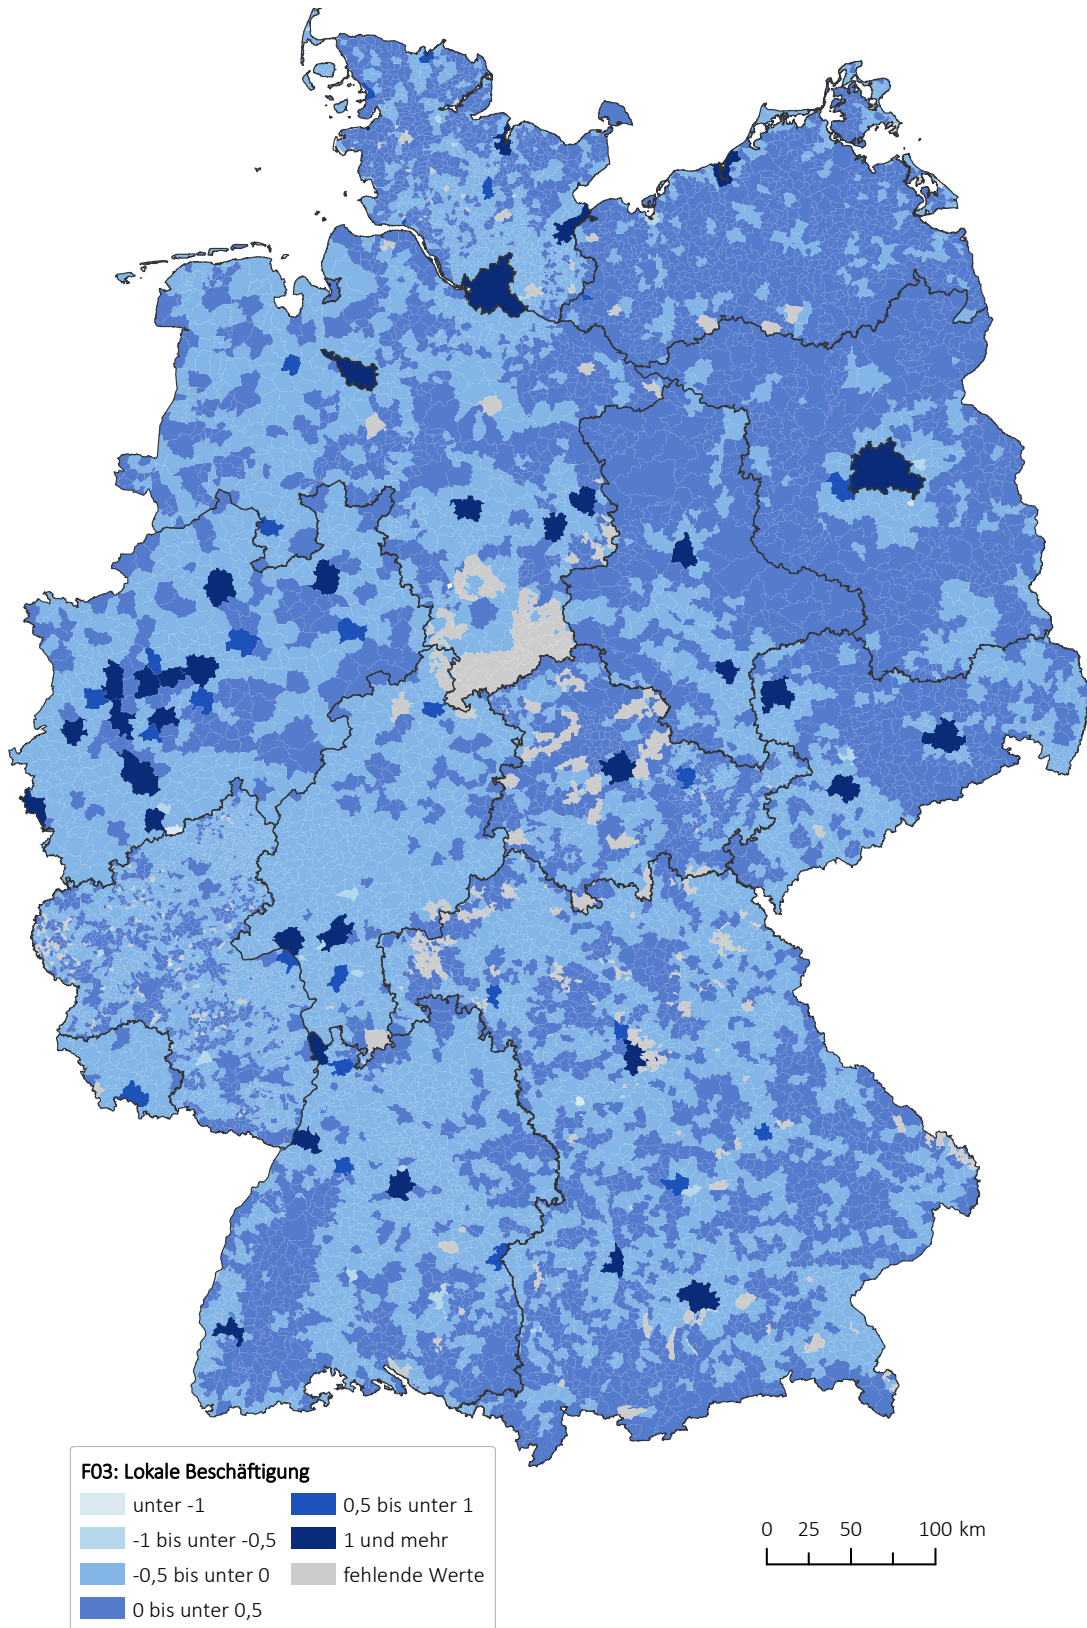 F03: Lokale Beschäftigung
unter -1
-1 bis unter -0,5
-0,5 bis unter 0
0 bis unter 0,5
0,5 bis unter 1
1 und mehr
fehlende Werte
0 25 50 100 km